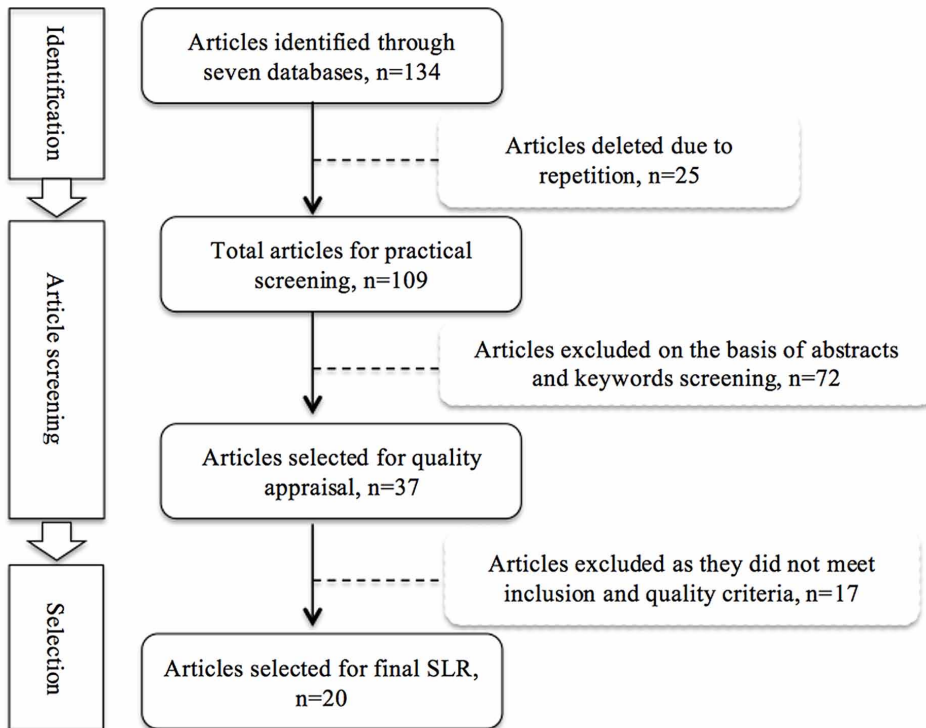 Identification
Articles identified through
seven databases, n=134
Articles deleted due to
repetition, n=25
Article screening
Total articles for practical
screening, n=109
Articles excluded on the basis of abstracts
and keywords screening, n=72
Articles selected for quality
appraisal, n=37
Articles excluded as they did not meet
inclusion and quality criteria, n=17
Selection
Articles selected for final SLR,
n=20